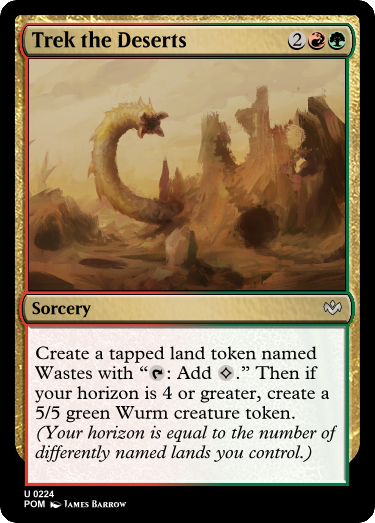 Trek the Deserts 2
Sorcery
Create a tapped land token named
Wastes with “: Add .” Then if
your horizon is 4 or greater, create a
5/5 green Wurm creature token.
(Your horizon is equal to the number of
differently named lands you control.)
U 0224
POM James Barrow